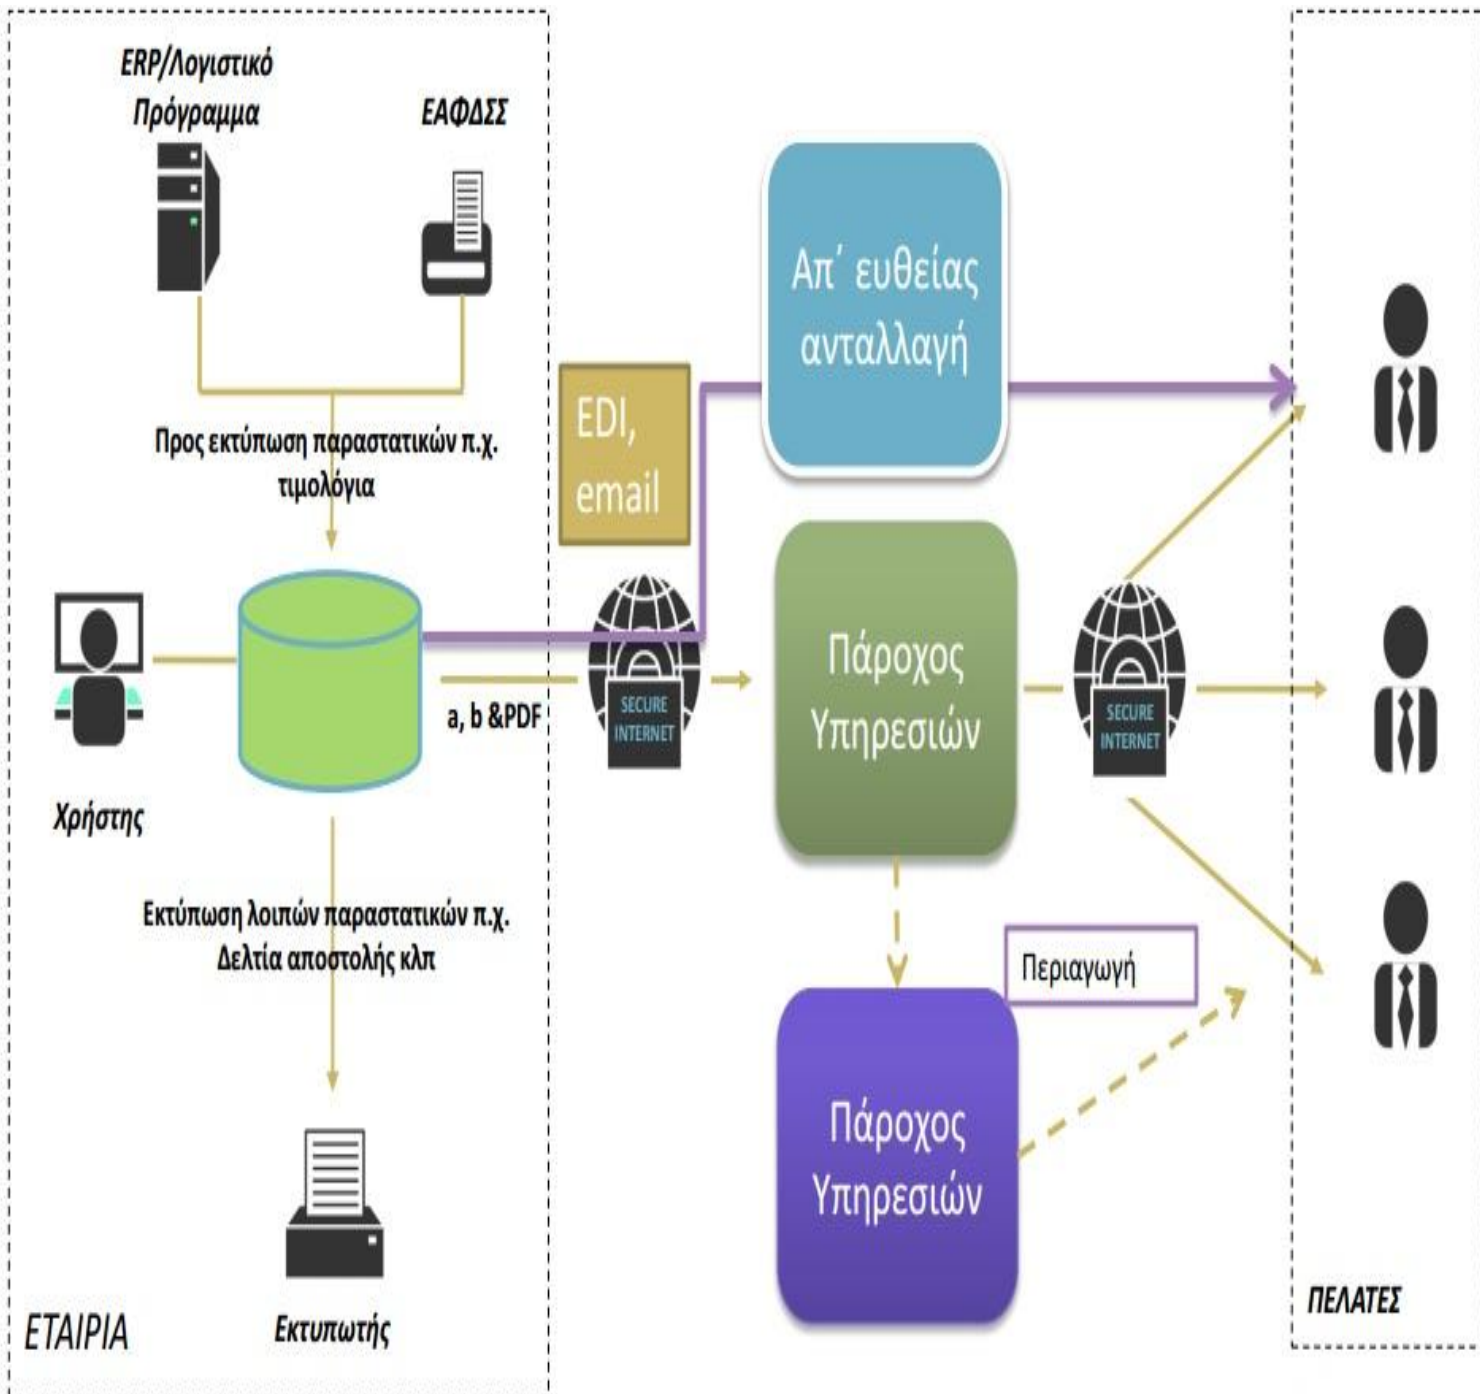 ERP/Λογιστικό
Πρόγραμμα
ΕΑΦΔΣΣ
Προς εκτύπωση παραστατικών π.χ.
τιμολόγια
Χρήστης
a, b &PDF
Εκτύπωση λοιπών παραστατικών π.χ.
Δελτία αποστολής κλπ
Εκτυπωτής
ΕΤΑΙΡΙΑ
EDI,
email
SECURE
INTERNET
Απ΄ ευθείας
ανταλλαγή
Πάροχος
Υπηρεσιών
SECURE
INTERNET
Περιαγωγή
Πάροχος
Υπηρεσιών
ΠΕΛΑΤΕΣ